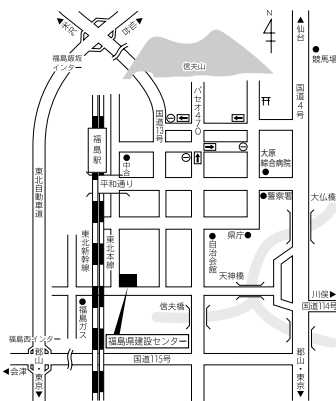 米沢
仙台
福島飯坂
インター
信夫山
N
仙台
競馬場
国道4号
国道13号
パセオ470
福島駅
中合
平和通り
大原
綜合病院
警察署
大仏橋
東北自動車道
東北新幹線
東北本線
自治会館
県庁
天神橋
川俣
国道114号
福島ガス
信夫橋
福島県建設センター
福島西インター
郡山・東京
会津
国道115号
郡山・東京